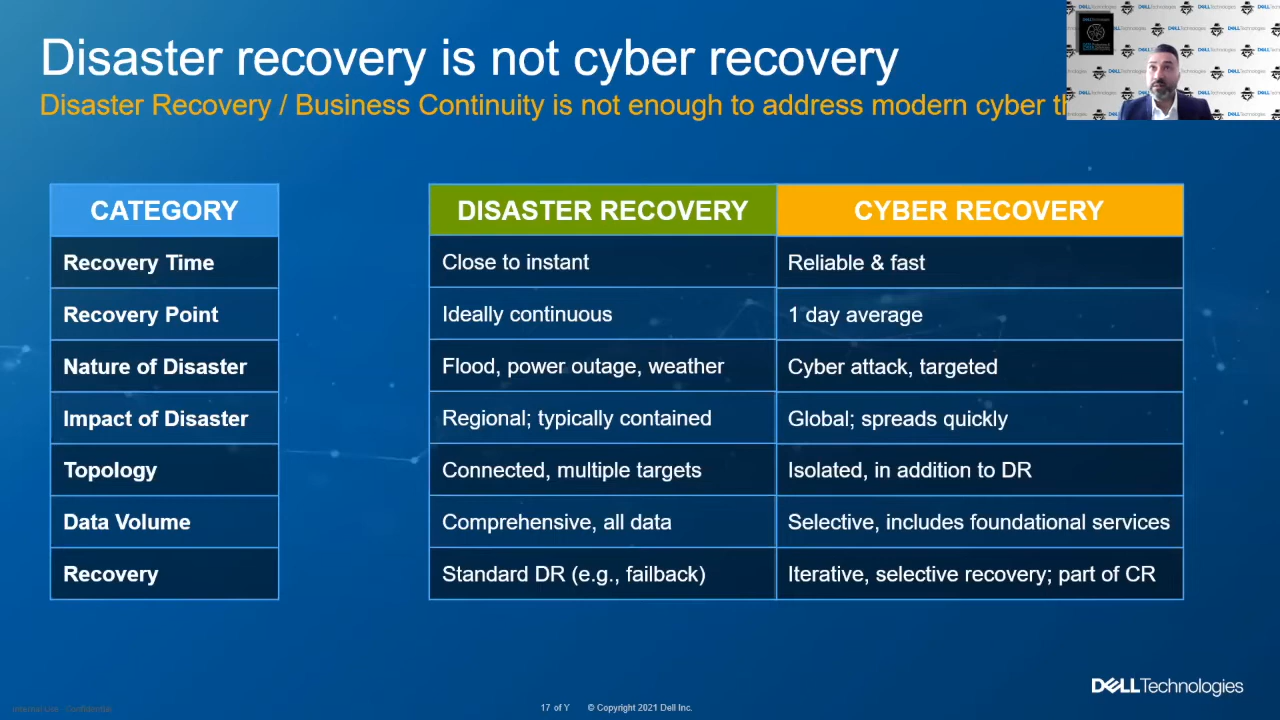 Disaster recovery is not cyber recovery
Disaster Recovery / Business Continuity is not enough to address modern cyber
CATEGORY DISASTER RECOVERY CYBER RECOVERY
Recovery Time Close to instant Reliable & fast
Recovery Point Ideally continuous 1 day average
Nature of Disaster Flood, power outage, weather Cyber attack, targeted
Impact of Disaster Regional; typically contained Global; spreads quickly
Topology Connected, multiple targets Isolated, in addition to DR
Data Volume Comprehensive, all data Selective, includes foundational services
Recovery Standard DR (e.g., failback) Iterative, selective recovery; part of CR
DELL Technologies
Internal Use - Confidential 17 of Y © Copyright 2021 Dell Inc.